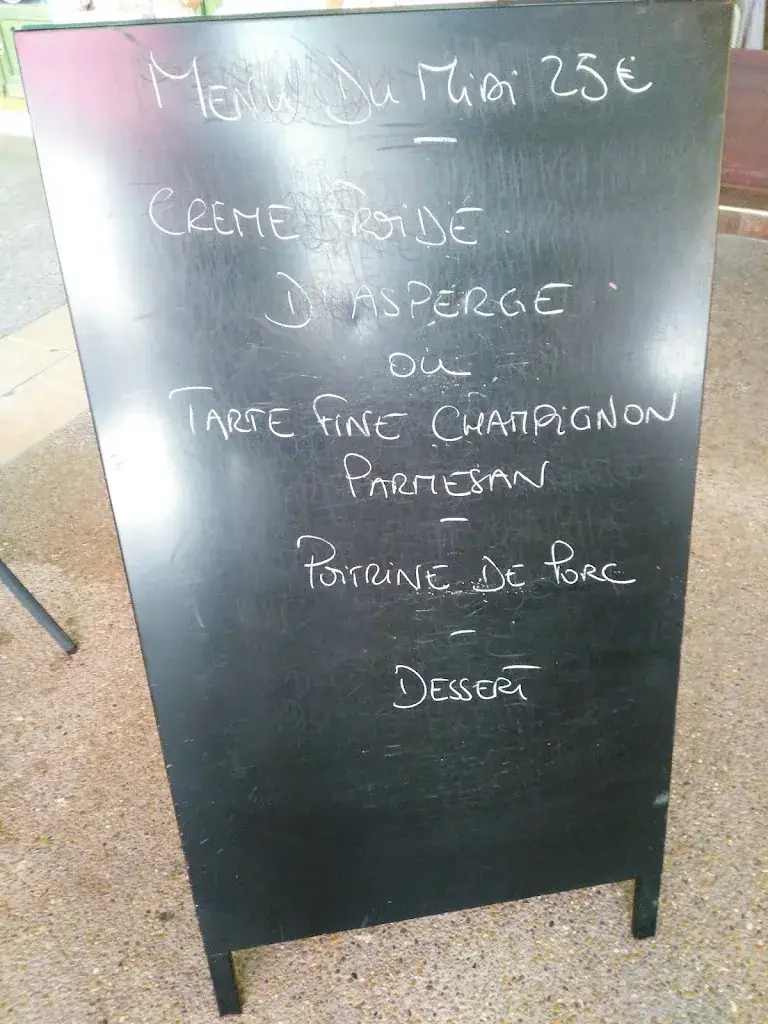 MENU DU MIDI 25€
-
CREME FROIDE
D'ASPERGE
OU
TARTE FINE CHAMPIGNON
PARMESAN
-
POITRINE DE PORC
-
DESSERT